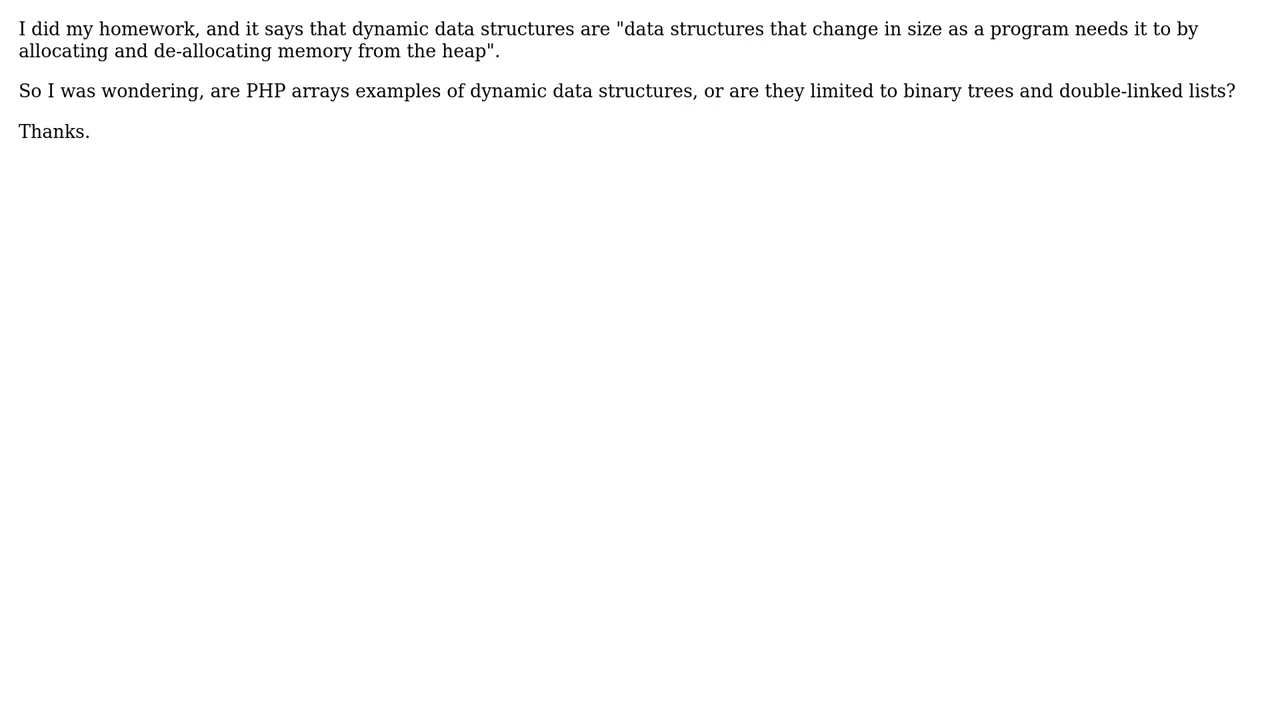 I did my homework, and it says that dynamic data structures are "data structures that change in size as a program needs it to by
allocating and de-allocating memory from the heap".
So I was wondering, are PHP arrays examples of dynamic data structures, or are they limited to binary trees and double-linked lists?
Thanks.